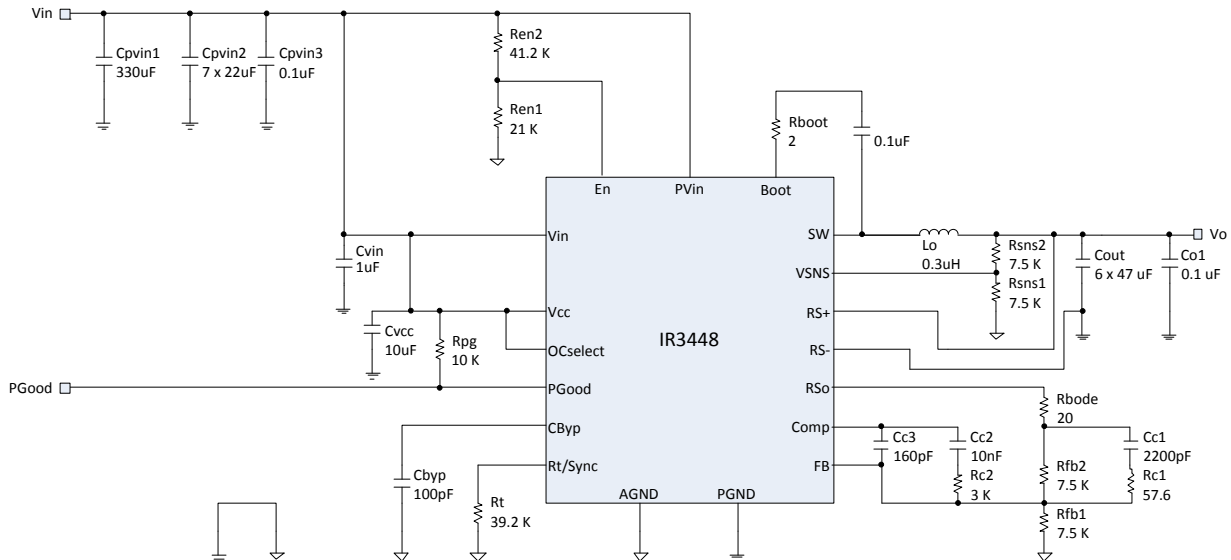 Vin
Cpvin1
330uF
Cpvin2
7 x 22uF
Cpvin3
0.1uF
Ren2
41.2 K
Ren1
21 K
Rboot
2
0.1uF
En
PVin
Boot
Vin
SW
Vo
Cvin
1uF
Lo
0.3uH
Rsns2
7.5 K
Cout
6 x 47 uF
Co1
0.1 uF
VSNS
Rsns1
7.5 K
Vcc
RS+
Cvcc
10uF
Rpg
10 K
OCselect
IR3448
RS-
PGood
PGood
RSo
Rbode
20
CByp
Comp
Cc3
160pF
Cc2
10nF
Cc1
2200pF
Rt/Sync
FB
Cbyp
100pF
Rt
39.2 K
AGND
PGND
Rc2
3 K
Rfb2
7.5 K
Rc1
57.6
Rfb1
7.5 K